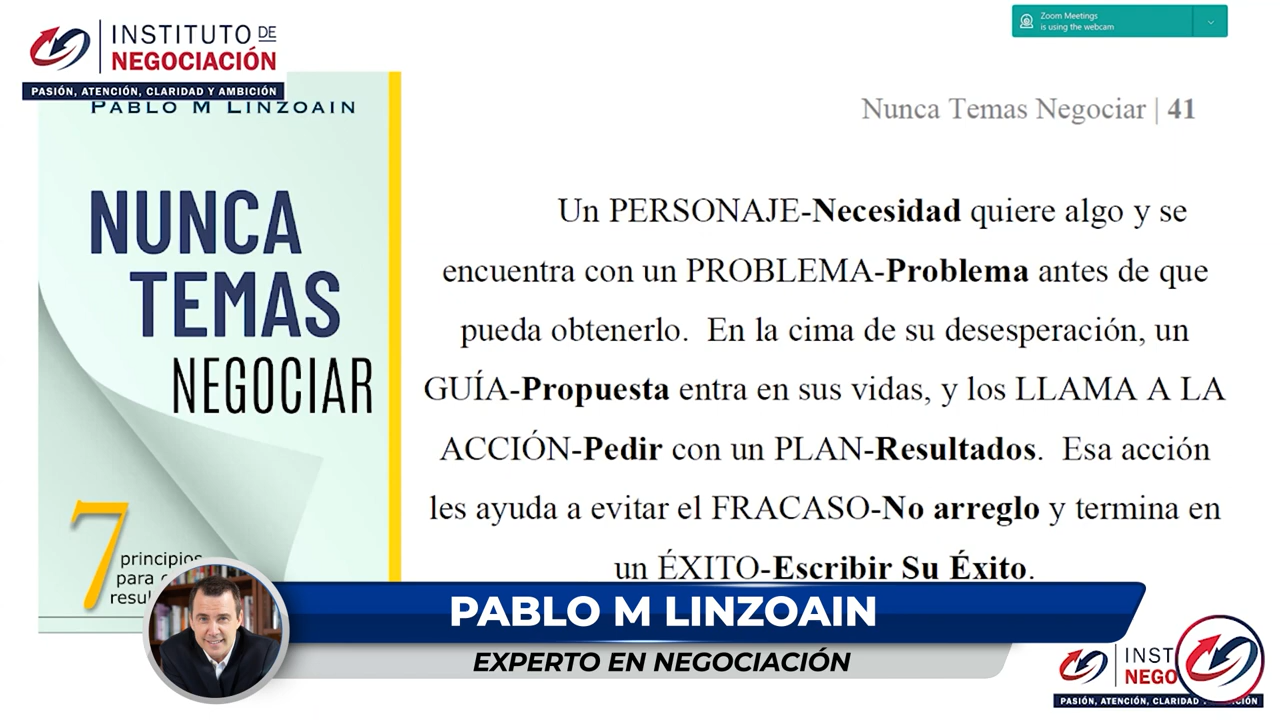 INSTITUTO DE
NEGOCIACIÓN
PASIÓN, ATENCIÓN, CLARIDAD Y AMBICIÓN
PABLO M LINZOAIN
NUNCA
TEMAS
NEGOCIAR
7
principios
para
Zoom Meetings
is using the webcam
Nunca Temas Negociar | 41
Un PERSONAJE-Necesidad quiere algo y se
encuentra con un PROBLEMA-Problema antes de que
pueda obtenerlo. En la cima de su desesperación, un
GUÍA-Propuesta entra en sus vidas, y los LLAMA A LA
ACCIÓN-Pedir con un PLAN-Resultados. Esa acción
les ayuda a evitar el FRACASO-No arreglo y termina en
un ÉXITO-Escribir Su Éxito.
PABLO M LINZOAIN
EXPERTO EN NEGOCIACIÓN
INST
NEGO
PASIÓN, ATENCIÓN, CLARIDAD